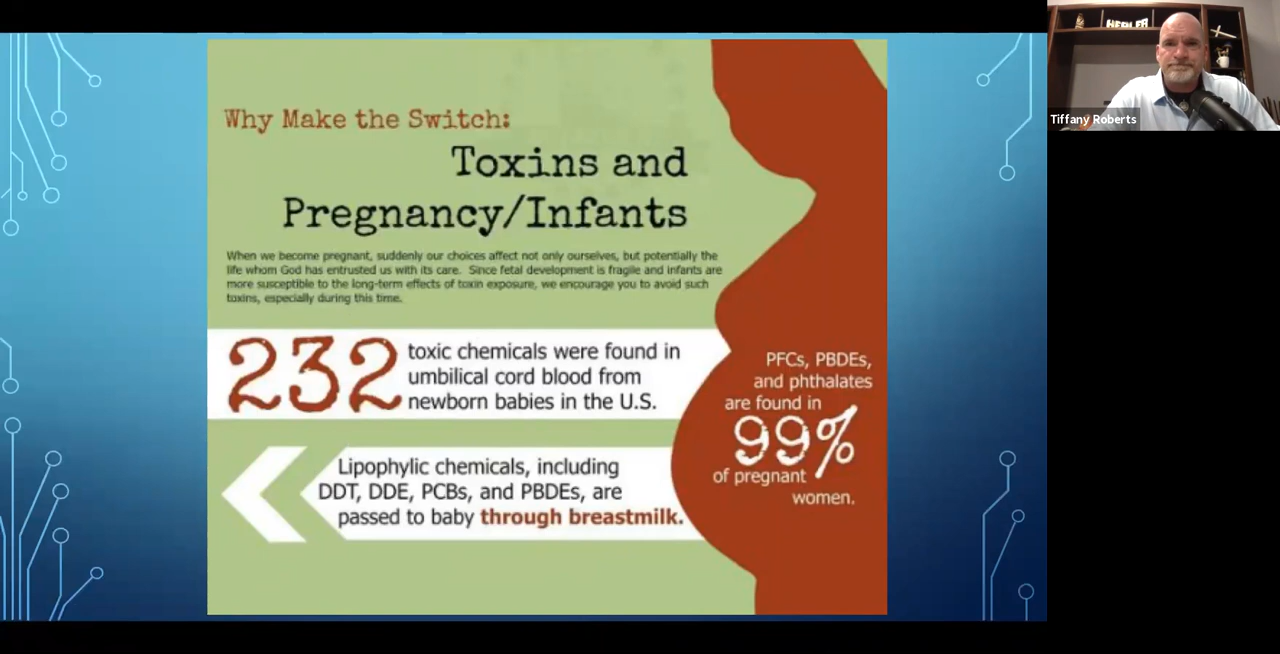 Why Make the Switch:
Toxins and
Pregnancy/Infants
When we become pregnant, suddenly our choices affect not only ourselves, but potentially the
life whom God has entrusted us with its care. Since fetal development is fragile and infants are
more susceptible to the long-term effects of toxin exposure, we encourage you to avoid such
toxins, especially during this time.
232
toxic chemicals were found in
umbilical cord blood from
newborn babies in the U.S.
PFCs, PBDEs,
and phthalates
are found in
99%
of pregnant
women.
Lipophylic chemicals, including
DDT, DDE, PCBs, and PBDEs, are
passed to baby through breastmilk.
HEALER
Tiffany Roberts